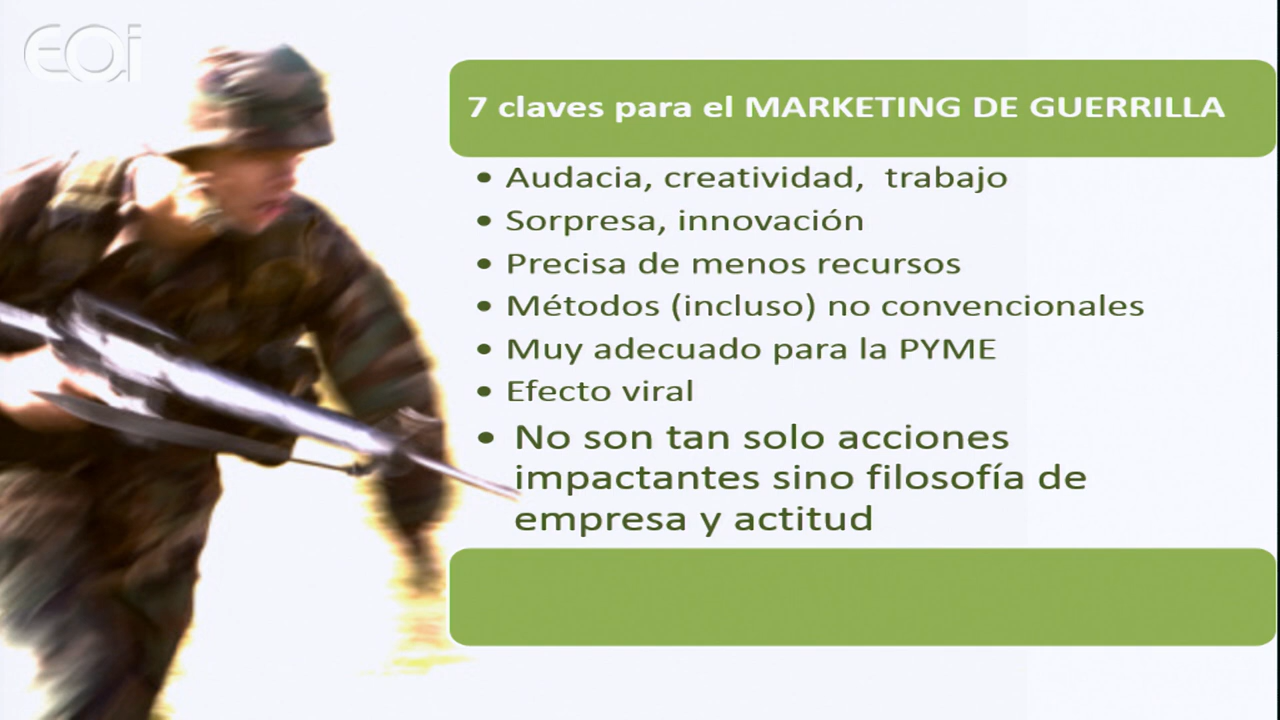 EOi
7 claves para el MARKETING DE GUERRILLA
• Audacia, creatividad, trabajo
• Sorpresa, innovación
• Precisa de menos recursos
• Métodos (incluso) no convencionales
• Muy adecuado para la PYME
• Efecto viral
• No son tan solo acciones
impactantes sino filosofía de
empresa y actitud